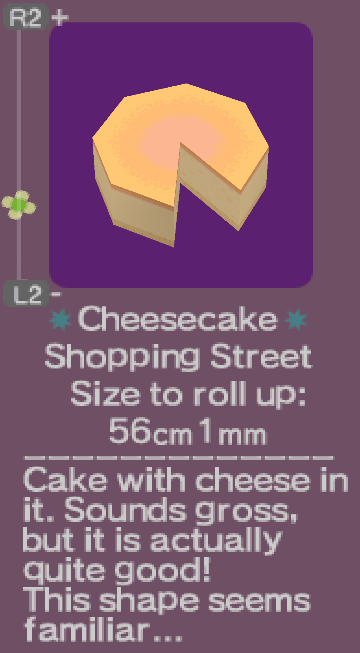 R2 +
L2 -
Cheesecake
Shopping Street
Size to roll up:
56cm 1mm
Cake with cheese in
it. Sounds gross,
but it is actually
quite good!
This shape seems
familiar...